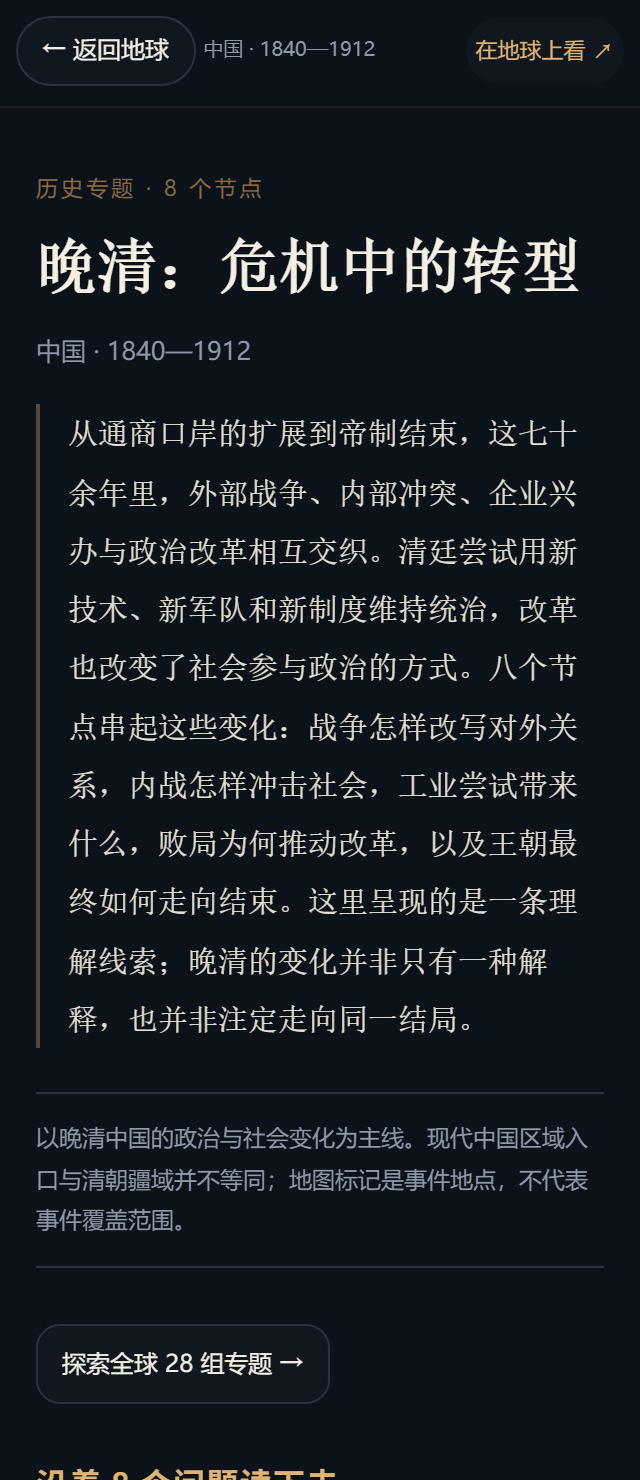 ← 返回地球
中国 · 1840—1912
在地球上看 ↗
历史专题 · 8 个节点
晚清：危机中的转型
中国 · 1840—1912
从通商口岸的扩展到帝制结束，这七十
余年里，外部战争、内部冲突、企业兴
办与政治改革相互交织。清廷尝试用新
技术、新军队和新制度维持统治，改革
也改变了社会参与政治的方式。八个节
点串起这些变化：战争怎样改写对外关
系，内战怎样冲击社会，工业尝试带来
什么，败局为何推动改革，以及王朝最
终如何走向结束。这里呈现的是一条理
解线索；晚清的变化并非只有一种解
释，也并非注定走向同一结局。
以晚清中国的政治与社会变化为主线。现代中国区域入
口与清朝疆域并不等同；地图标记是事件地点，不代表
事件覆盖范围。
探索全球 28 组专题 →
沿着 8 个问题读下去